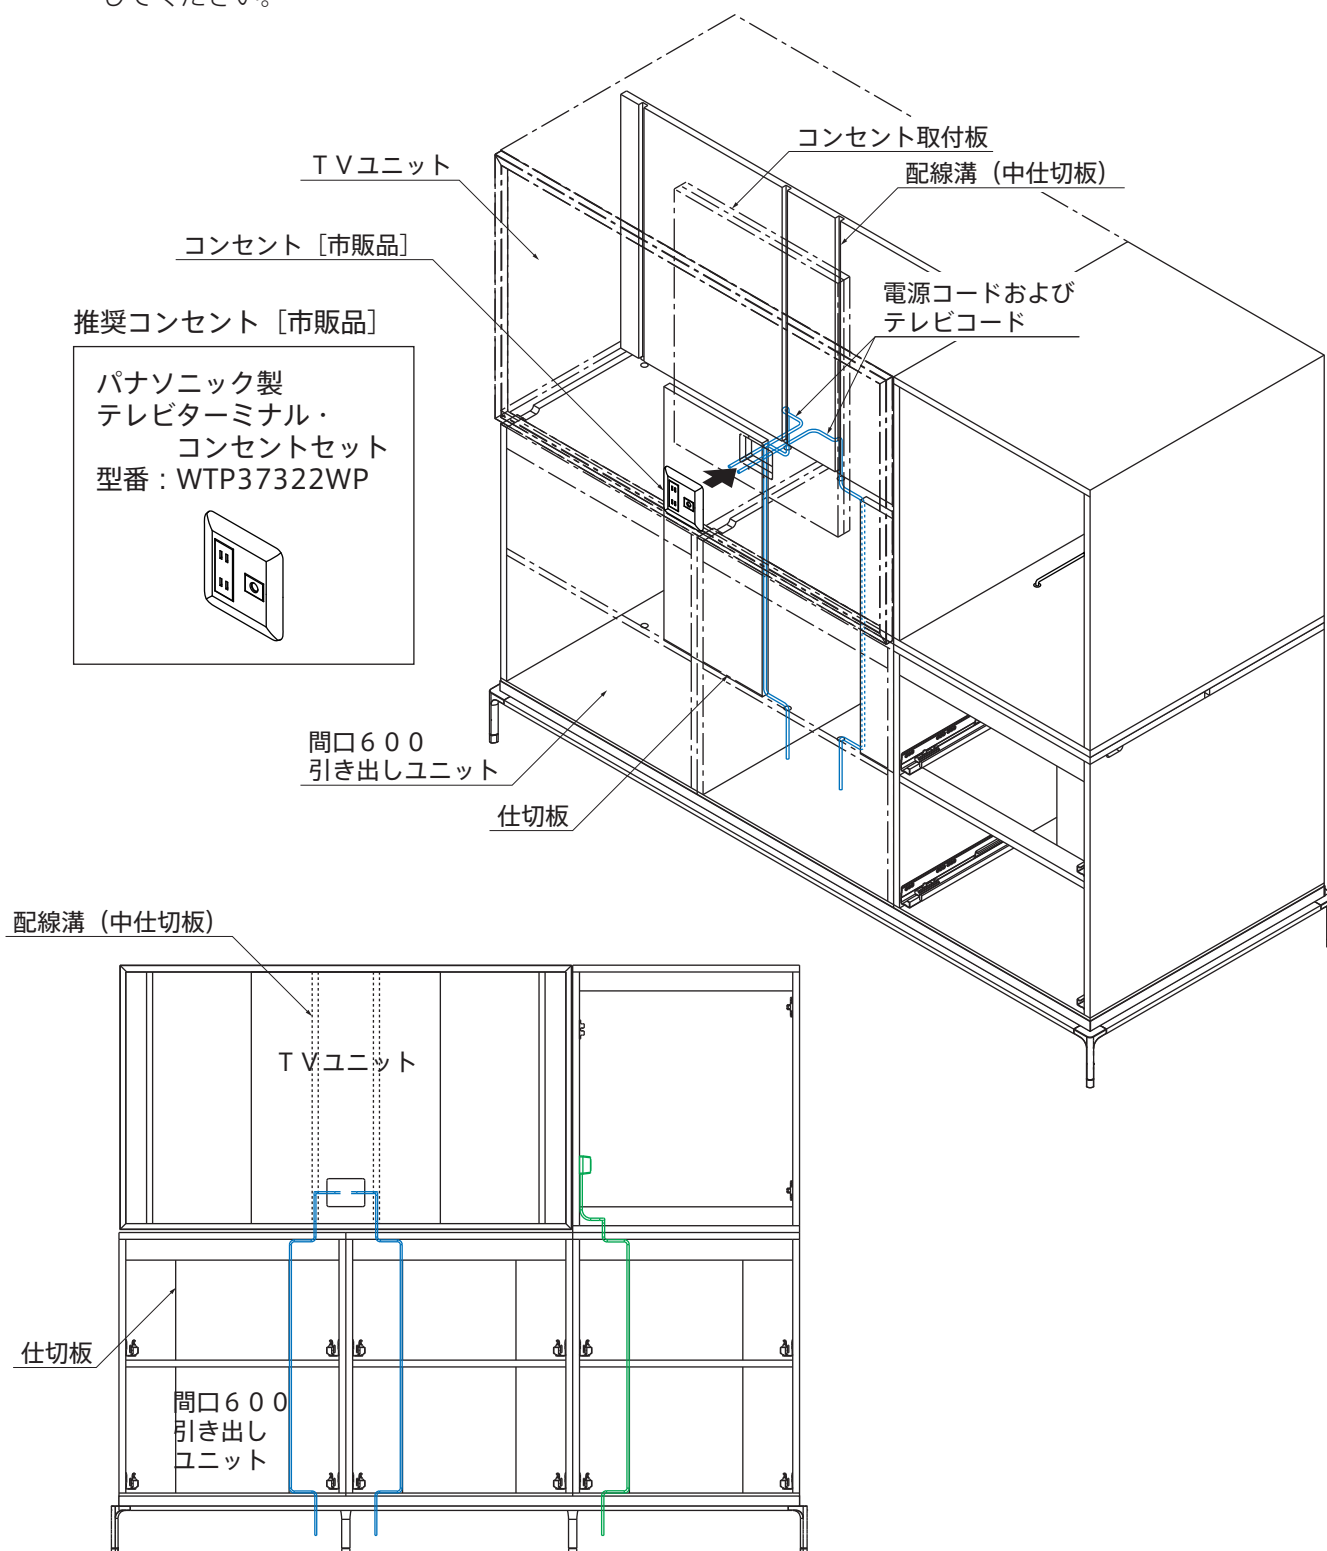 してください。
コンセント取付板
ＴＶユニット
配線溝（中仕切板）
コンセント［市販品］
電源コードおよび
テレビコード
推奨コンセント［市販品］
パナソニック製
テレビターミナル・
コンセントセット
型番：WTP37322WP
間口６００
引き出しユニット
仕切板
配線溝（中仕切板）
ＴＶユニット
仕切板
間口６００
引き出し
ユニット